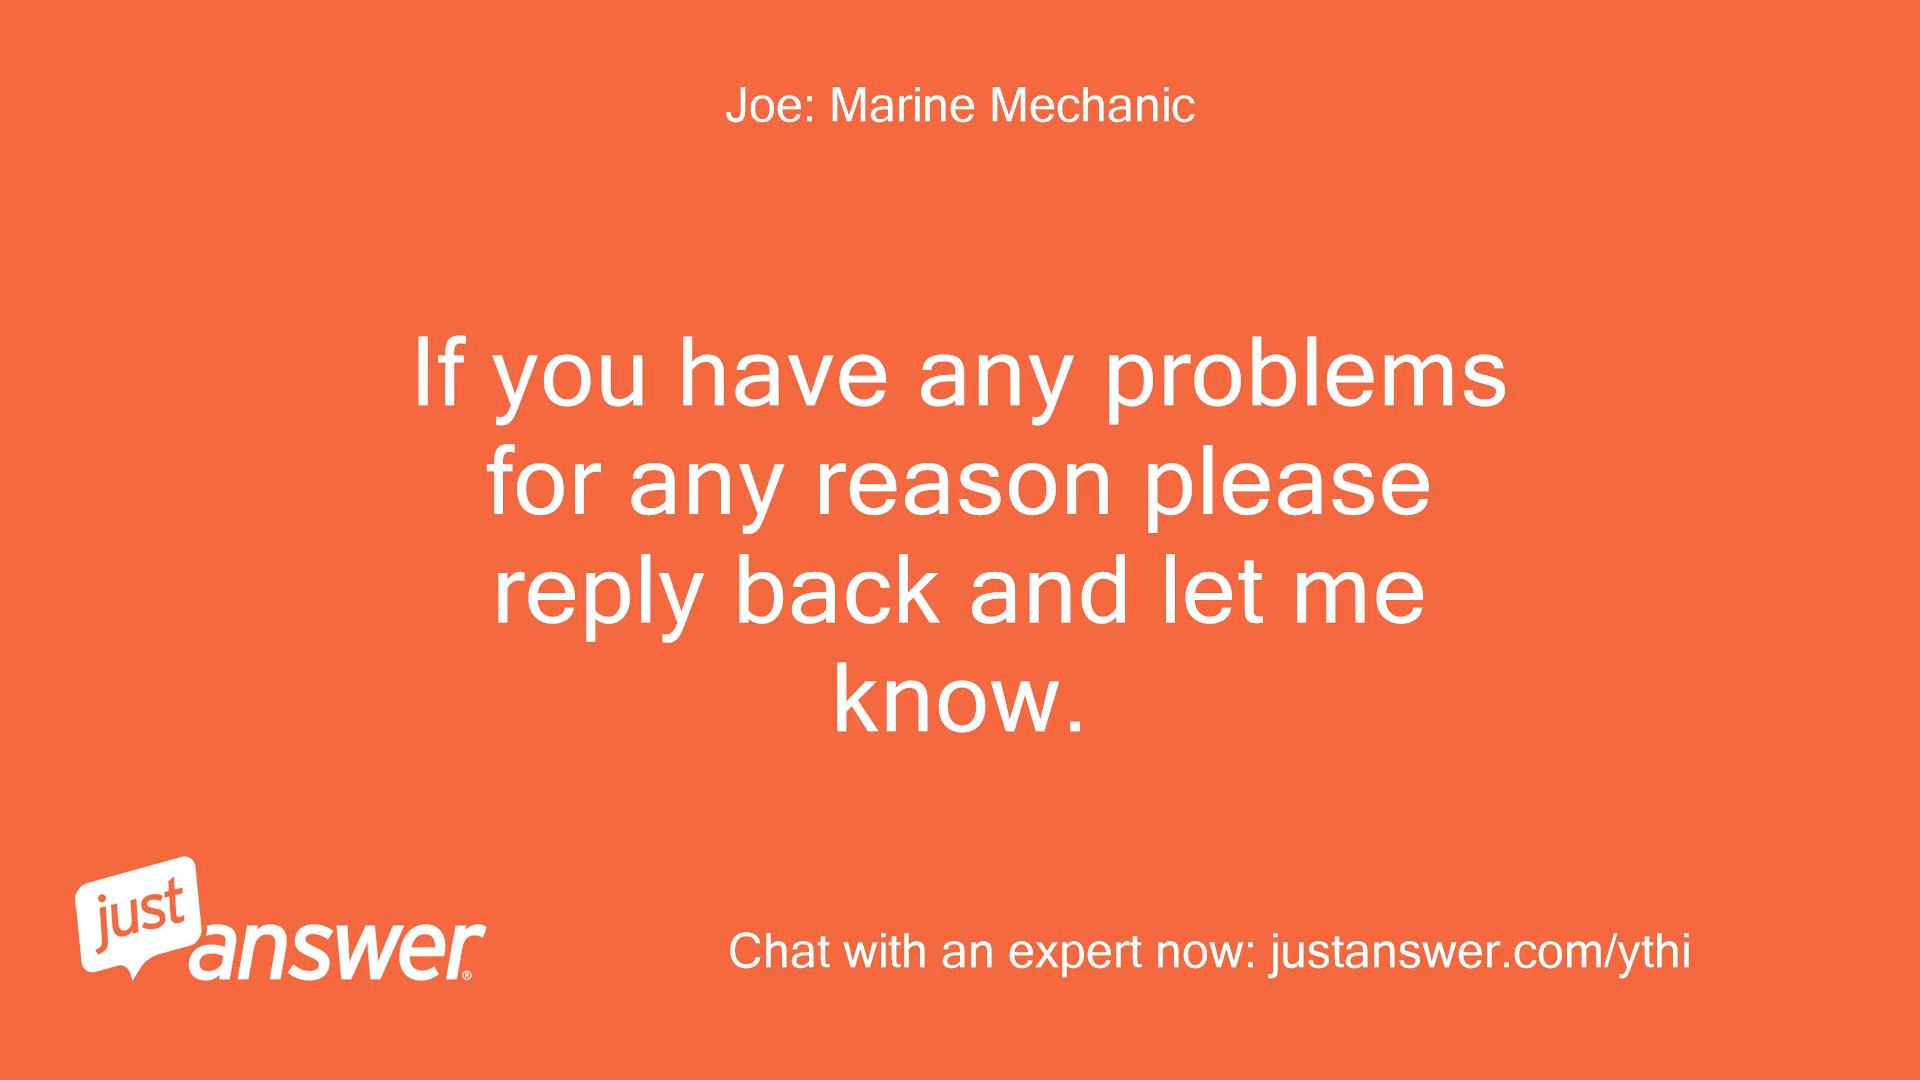 Joe: Marine Mechanic
If you have any problems
for any reason please
reply back and let me
know.
just
answer®
Chat with an expert now: justanswer.com/ythi